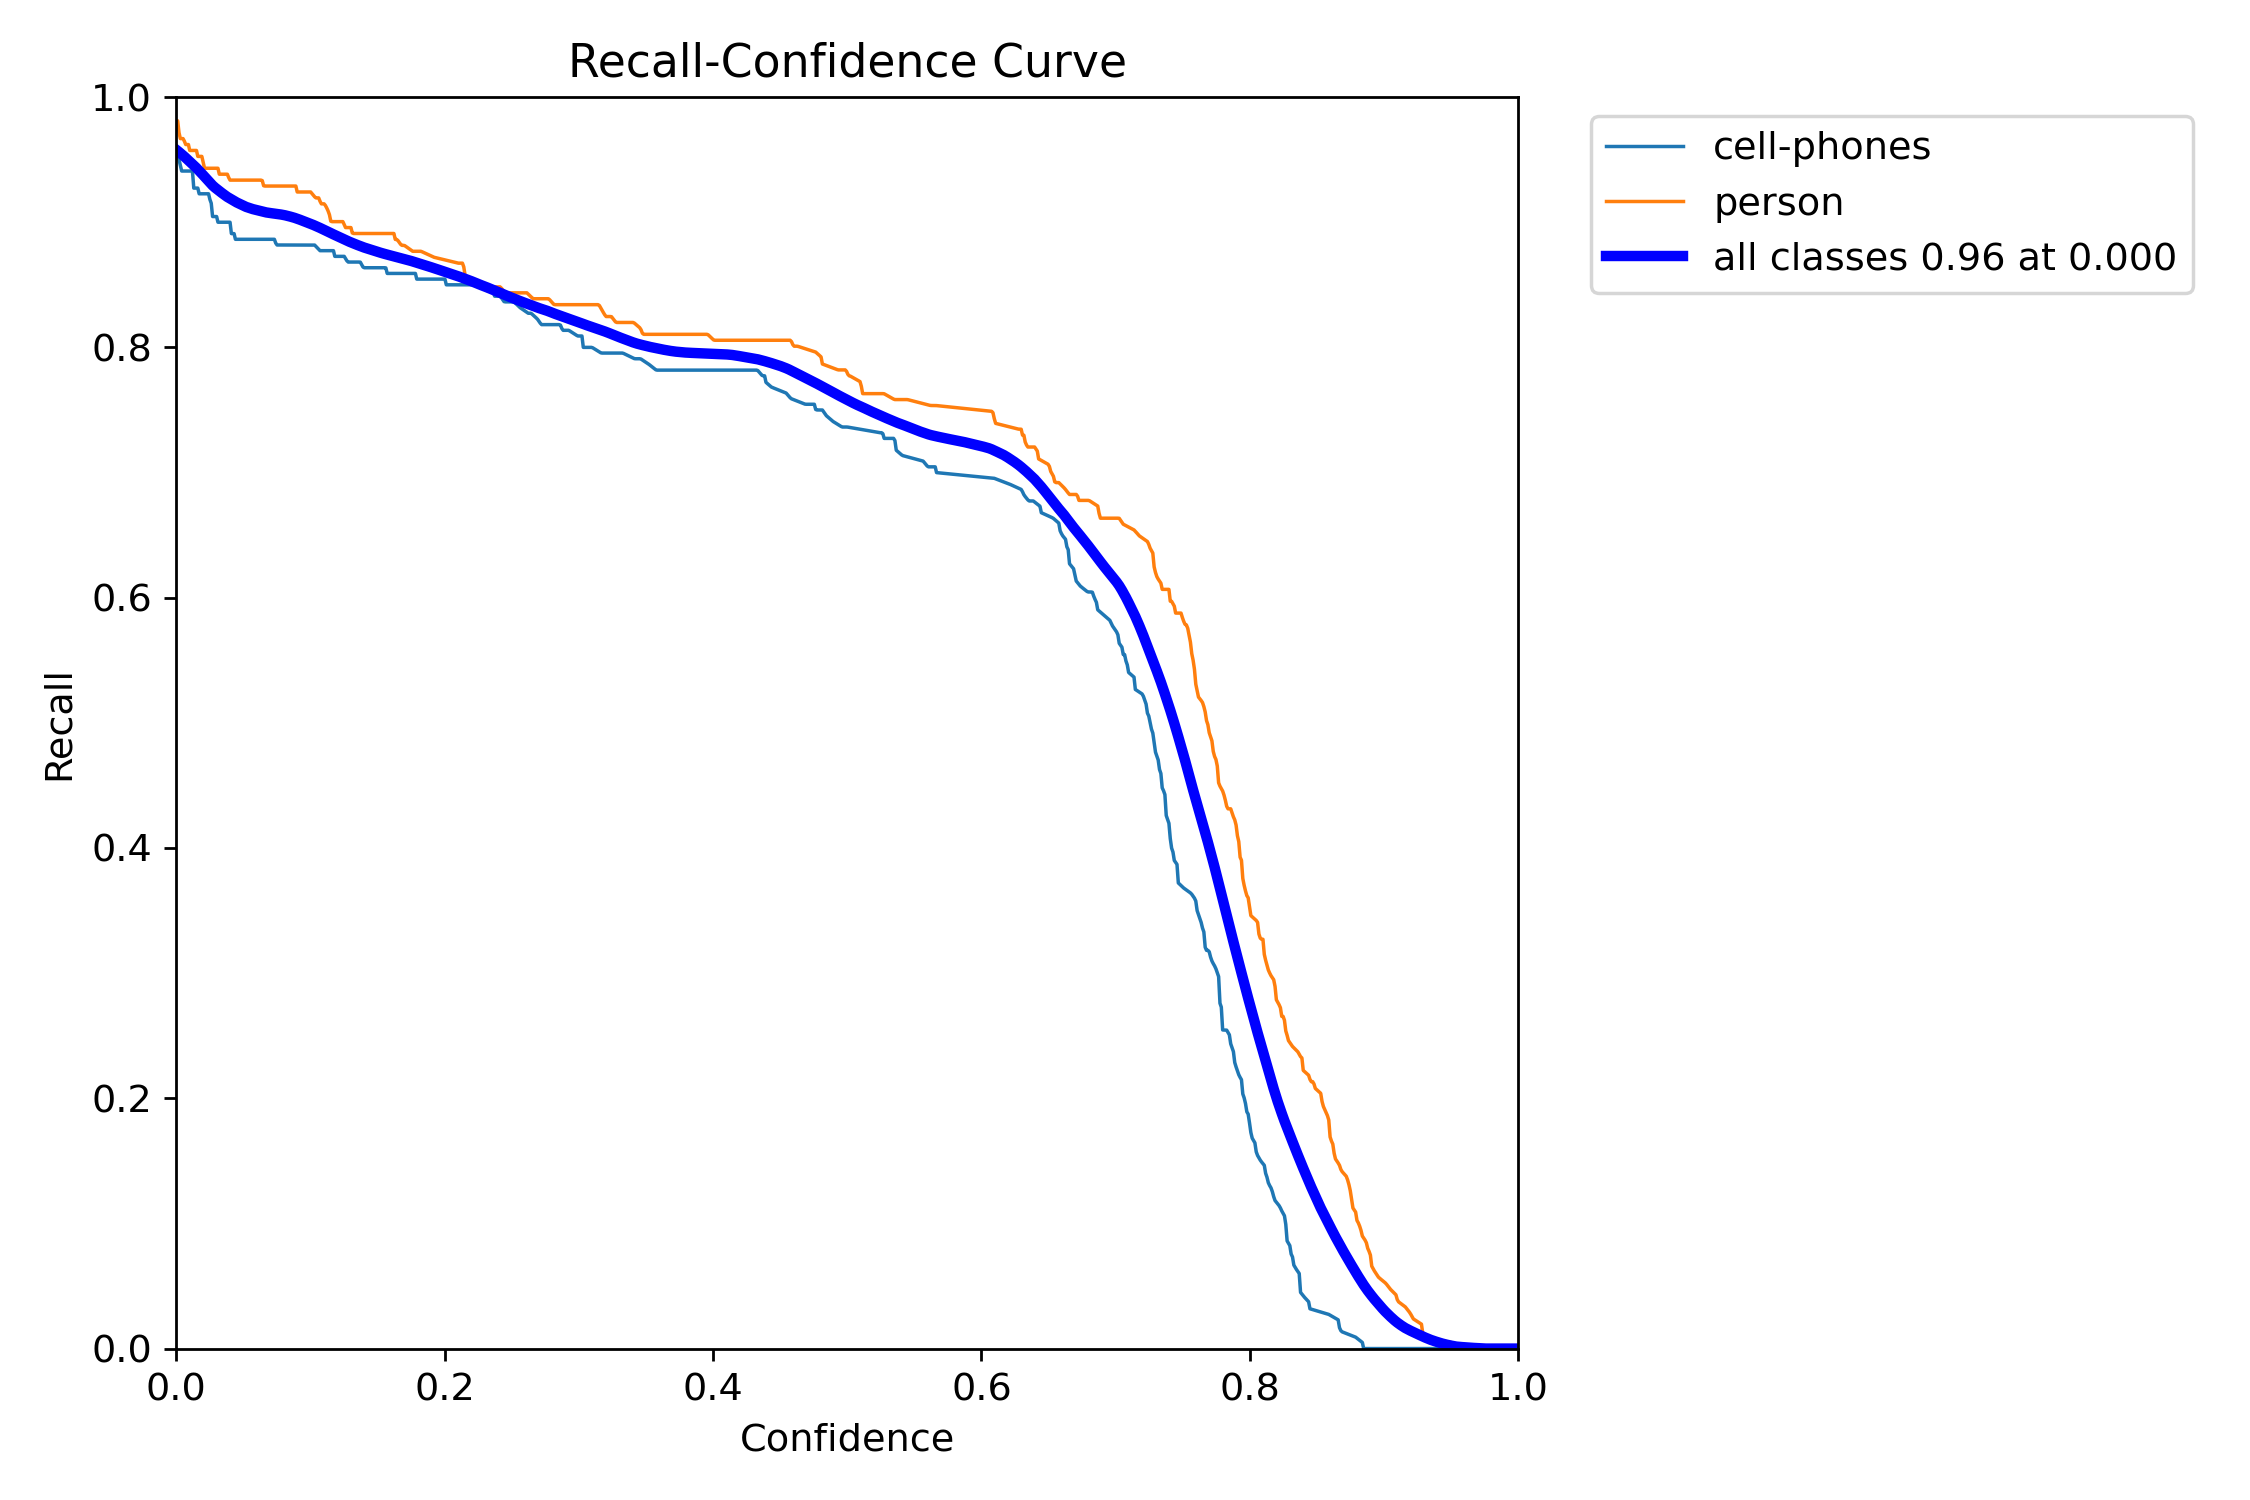 Recall-Confidence Curve
cell-phones
person
all classes 0.96 at 0.000
Recall
1.0
0.8
0.6
0.4
0.2
0.0
0.0 0.2 0.4 0.6 0.8 1.0
Confidence